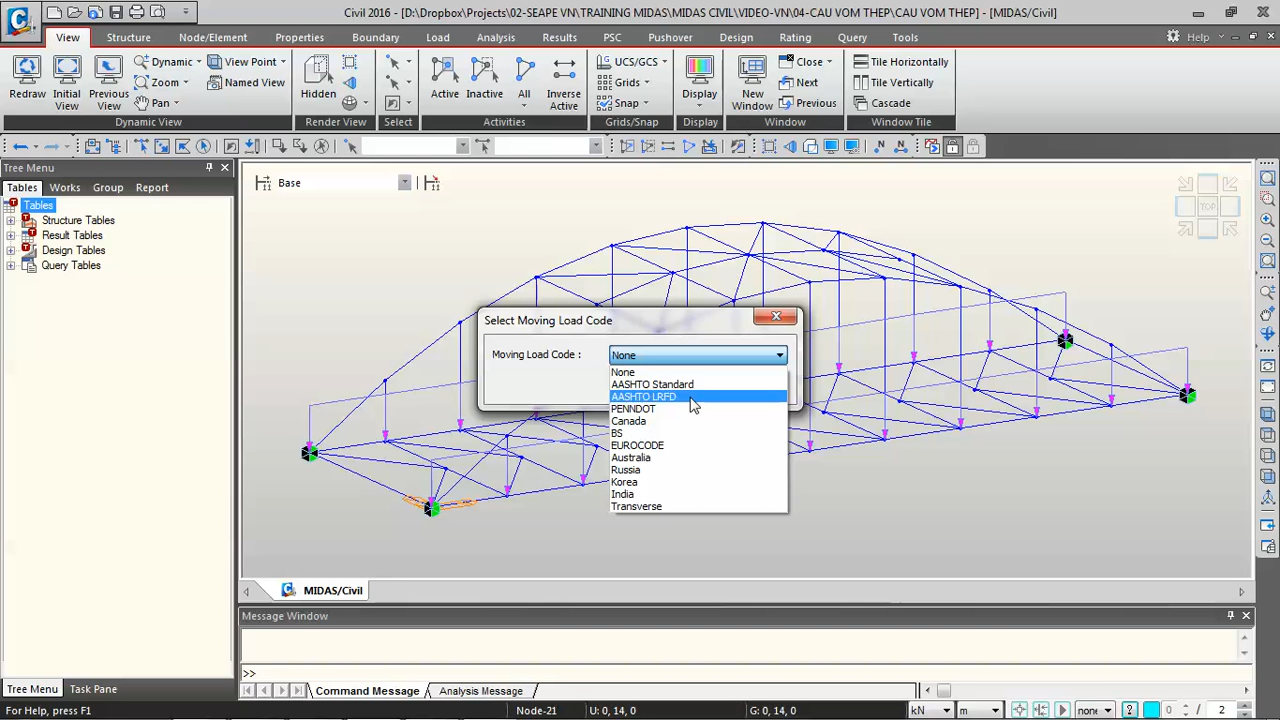 Civil 2016 - [D:\Dropbox\Projects\02-SEAPE VN\TRAINING MIDAS\MIDAS CIVIL\VIDEO-VN\04-CAU VOM THEP\CAU VOM THEP] - [MIDAS/Civil]
View Structure Node/Element Properties Boundary Load Analysis Results PSC Pushover Design Rating Query Tools Help
Redraw
Initial View
Previous View
Dynamic
Zoom
Pan
View Point
Named View
Hidden
Active
Inactive
All
Inverse Active
UCS/GCS
Grids
Snap
Display
New Window
Close
Next
Previous
Tile Horizontally
Tile Vertically
Cascade
Dynamic View Render View Select Activities Grids/Snap Display Window Window Tile
Tree Menu
Tables Works Group Report
Tables
Structure Tables
Result Tables
Design Tables
Query Tables
Base
TOP
Select Moving Load Code
Moving Load Code : None
None
AASHTO Standard
AASHTO LRFD
PENNDOT
Canada
BS
EUROCODE
Australia
Russia
Korea
India
Transverse
MIDAS/Civil
Message Window
>>
Tree Menu Task Pane
Command Message Analysis Message
For Help, press F1 Node-21 U: 0, 14, 0 G: 0, 14, 0 kN m none 0 / 2